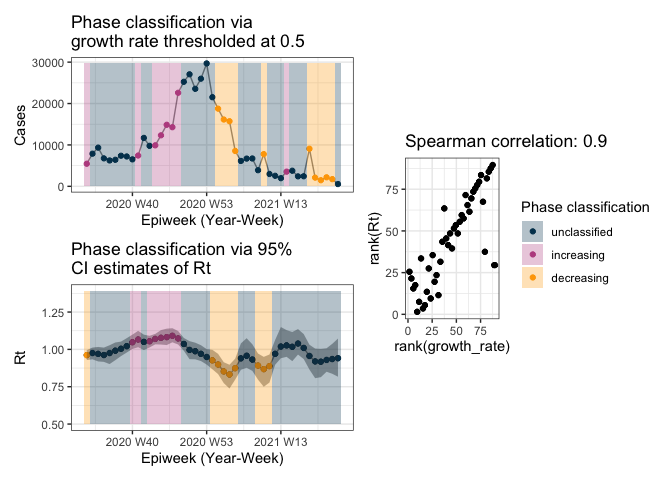 Phase classification via
growth rate thresholded at 0.5
30000
20000
10000
0
Cases
2020 W40
2020 W53
2021 W13
Epiweek (Year-Week)
Phase classification via 95%
CI estimates of Rt
1.25
1.00
0.75
0.50
Rt
2020 W40
2020 W53
2021 W13
Epiweek (Year-Week)
Spearman correlation: 0.9
75
50
25
0
rank(Rt)
0
25
50
75
rank(growth_rate)
Phase classification
unclassified
increasing
decreasing